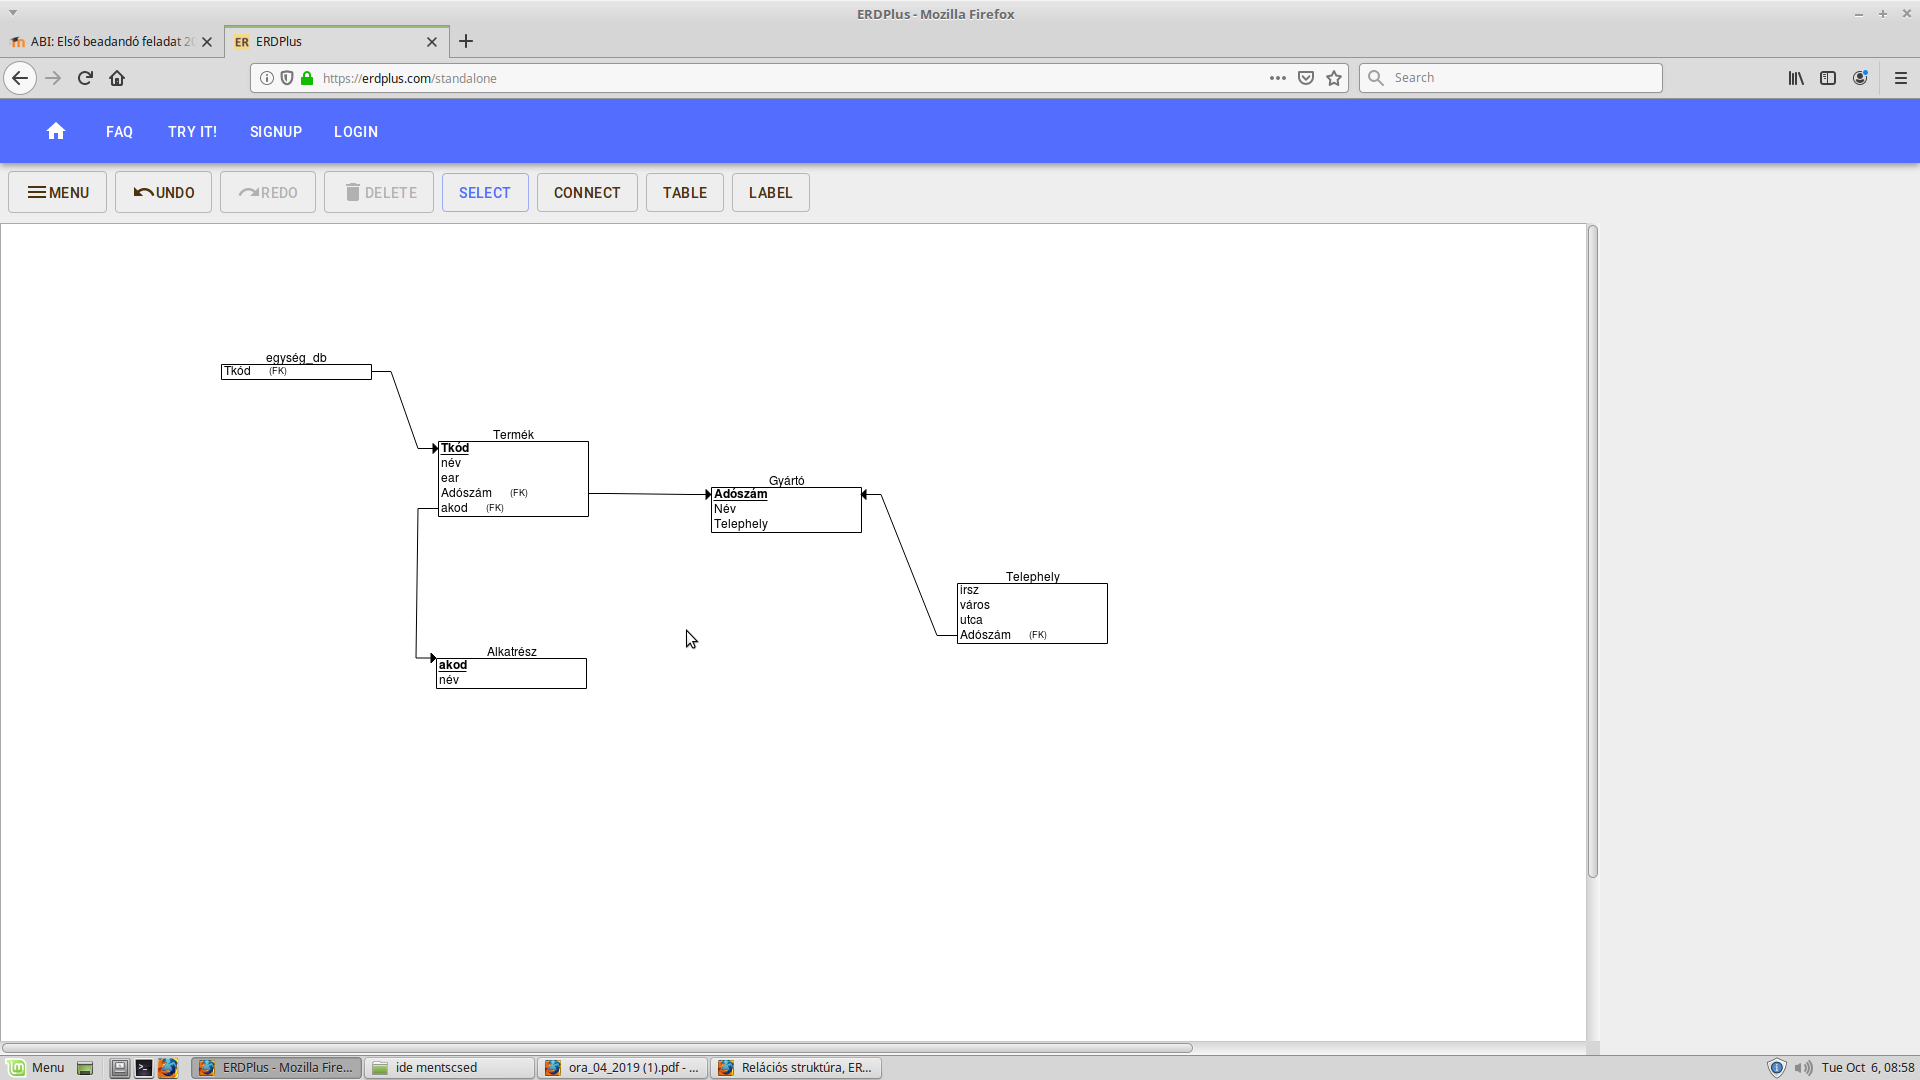 ERDPlus - Mozilla Firefox
ABI: Első beadandó feladat 20
ER ERDPlus
https://erdplus.com/standalone
Search
FAQ TRY IT! SIGNUP LOGIN
MENU UNDO REDO DELETE SELECT CONNECT TABLE LABEL
egység_db
Tkód (FK)
Termék
Tkód
név
ear
Adószám (FK)
akod (FK)
Gyártó
Adószám
Név
Telephely
Telephely
irsz
város
utca
Adószám (FK)
Alkatrész
akod
név
Menu
ERDPlus - Mozilla Fire...
ide mentscsed
ora_04_2019 (1).pdf - ...
Relációs struktúra, ER...
Tue Oct 6, 08:58